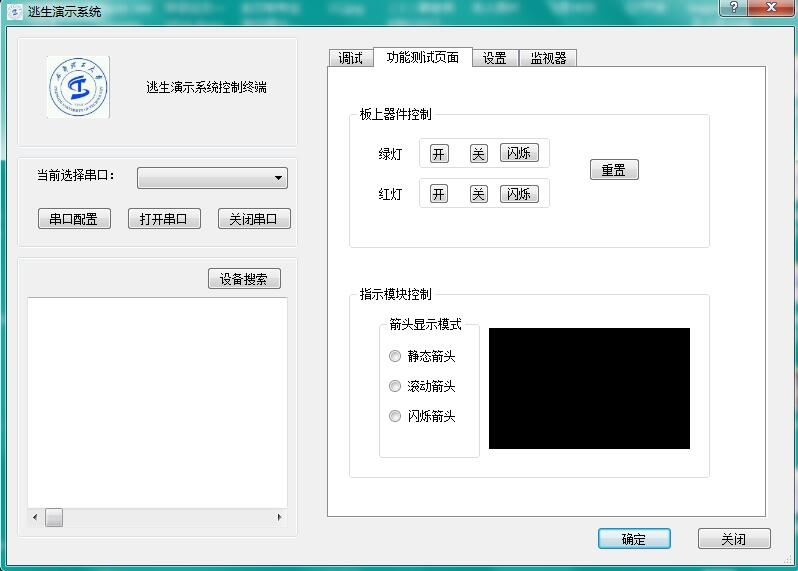 逃生演示系统
逃生演示系统控制终端
当前选择串口：
串口配置 打开串口 关闭串口
设备搜索
调试 功能测试页面 设置 监视器
板上器件控制
绿灯 开 关 闪烁
重置
红灯 开 关 闪烁
指示模块控制
箭头显示模式
静态箭头
滚动箭头
闪烁箭头
确定 关闭